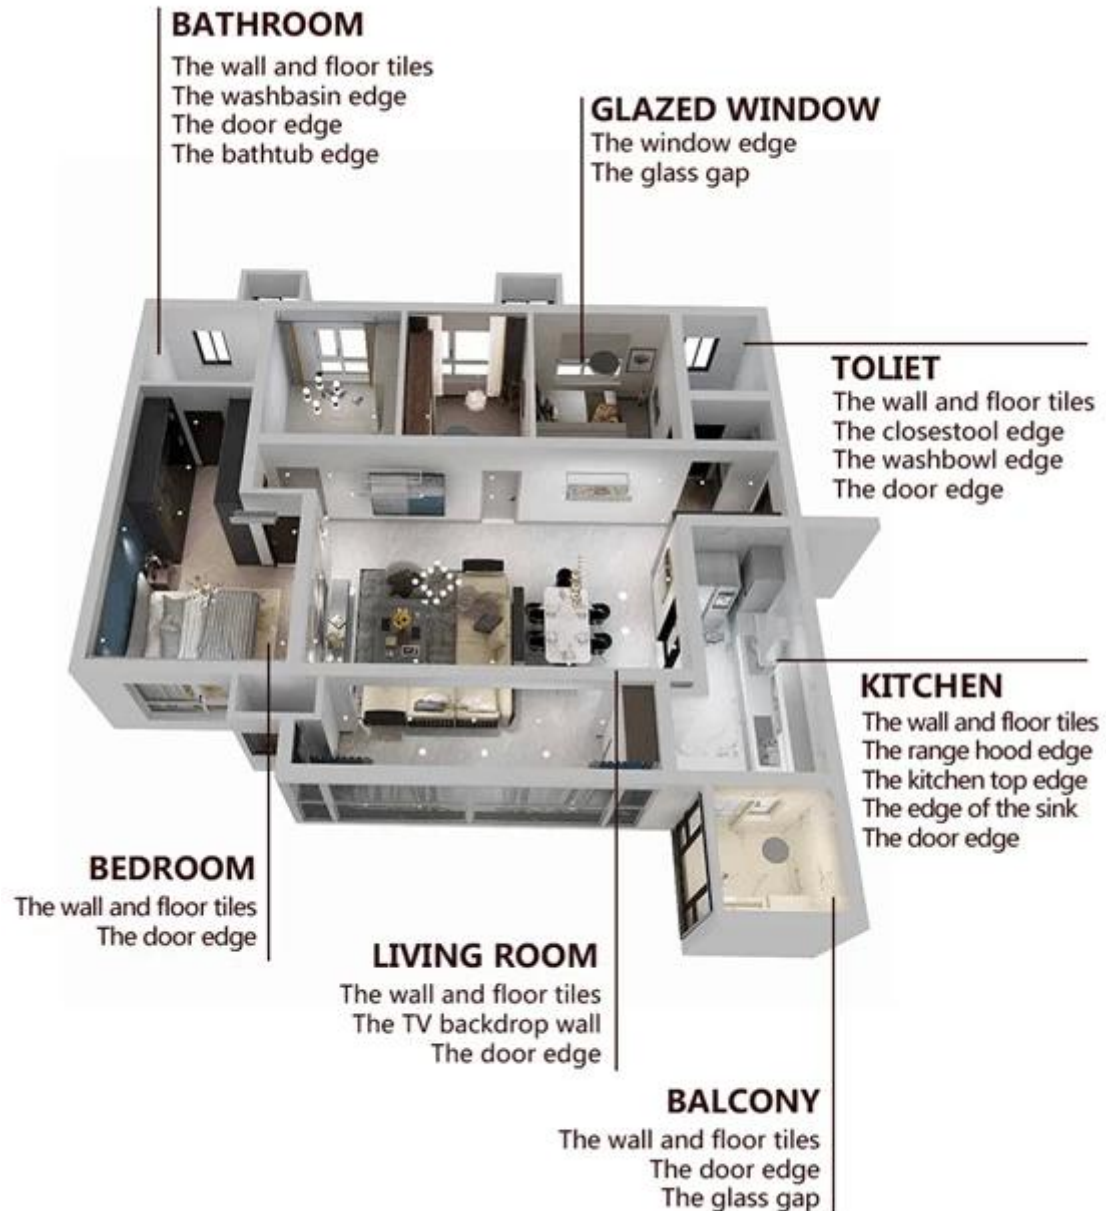 BATHROOM
The wall and floor tiles
The washbasin edge
The door edge
The bathtub edge
GLAZED WINDOW
The window edge
The glass gap
TOLIET
The wall and floor tiles
The closestool edge
The washbowl edge
The door edge
KITCHEN
The wall and floor tiles
The range hood edge
The kitchen top edge
The edge of the sink
The door edge
BEDROOM
The wall and floor tiles
The door edge
LIVING ROOM
The wall and floor tiles
The TV backdrop wall
The door edge
BALCONY
The wall and floor tiles
The door edge
The glass gap